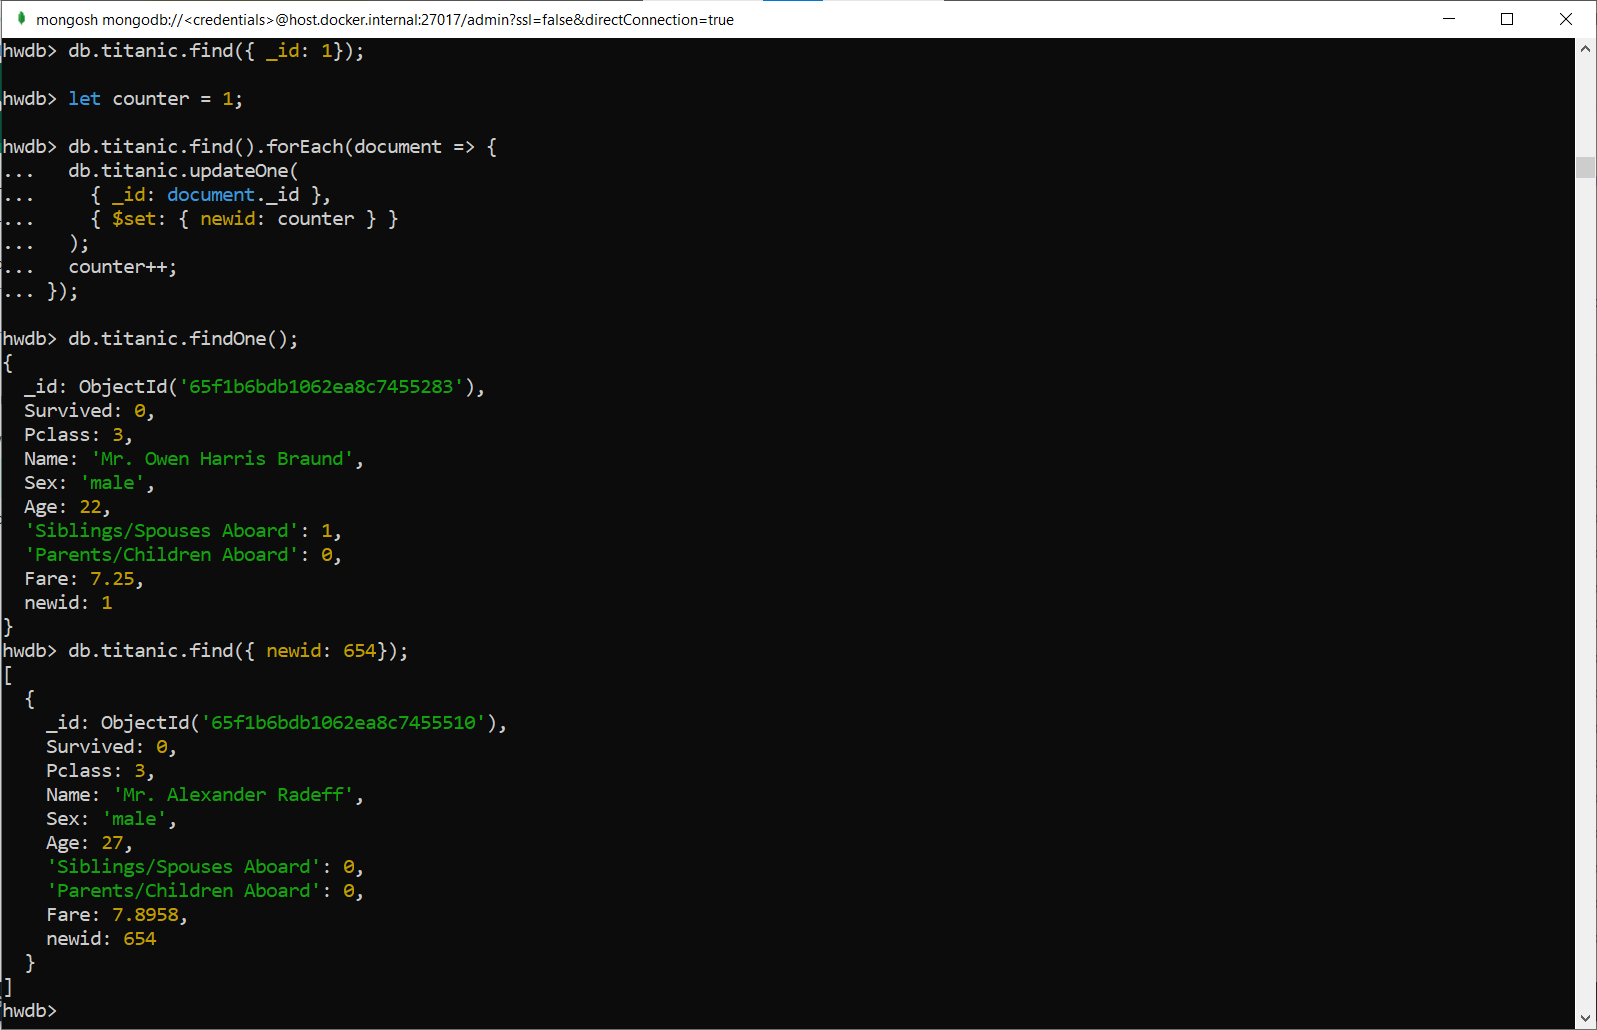 mongosh mongodb://<credentials>@host.docker.internal:27017/admin?ssl=false&directConnection=true
hwdb> db.titanic.find({ _id: 1});
hwdb> let counter = 1;
hwdb> db.titanic.find().forEach(document => {
...   db.titanic.updateOne(
...     { _id: document._id },
...     { $set: { newid: counter } }
...   );
...   counter++;
... });
hwdb> db.titanic.findOne();
{
  _id: ObjectId('65f1b6bdb1062ea8c7455283'),
  Survived: 0,
  Pclass: 3,
  Name: 'Mr. Owen Harris Braund',
  Sex: 'male',
  Age: 22,
  'Siblings/Spouses Aboard': 1,
  'Parents/Children Aboard': 0,
  Fare: 7.25,
  newid: 1
}
hwdb> db.titanic.find({ newid: 654});
[
  {
    _id: ObjectId('65f1b6bdb1062ea8c7455510'),
    Survived: 0,
    Pclass: 3,
    Name: 'Mr. Alexander Radeff',
    Sex: 'male',
    Age: 27,
    'Siblings/Spouses Aboard': 0,
    'Parents/Children Aboard': 0,
    Fare: 7.8958,
    newid: 654
  }
]
hwdb>